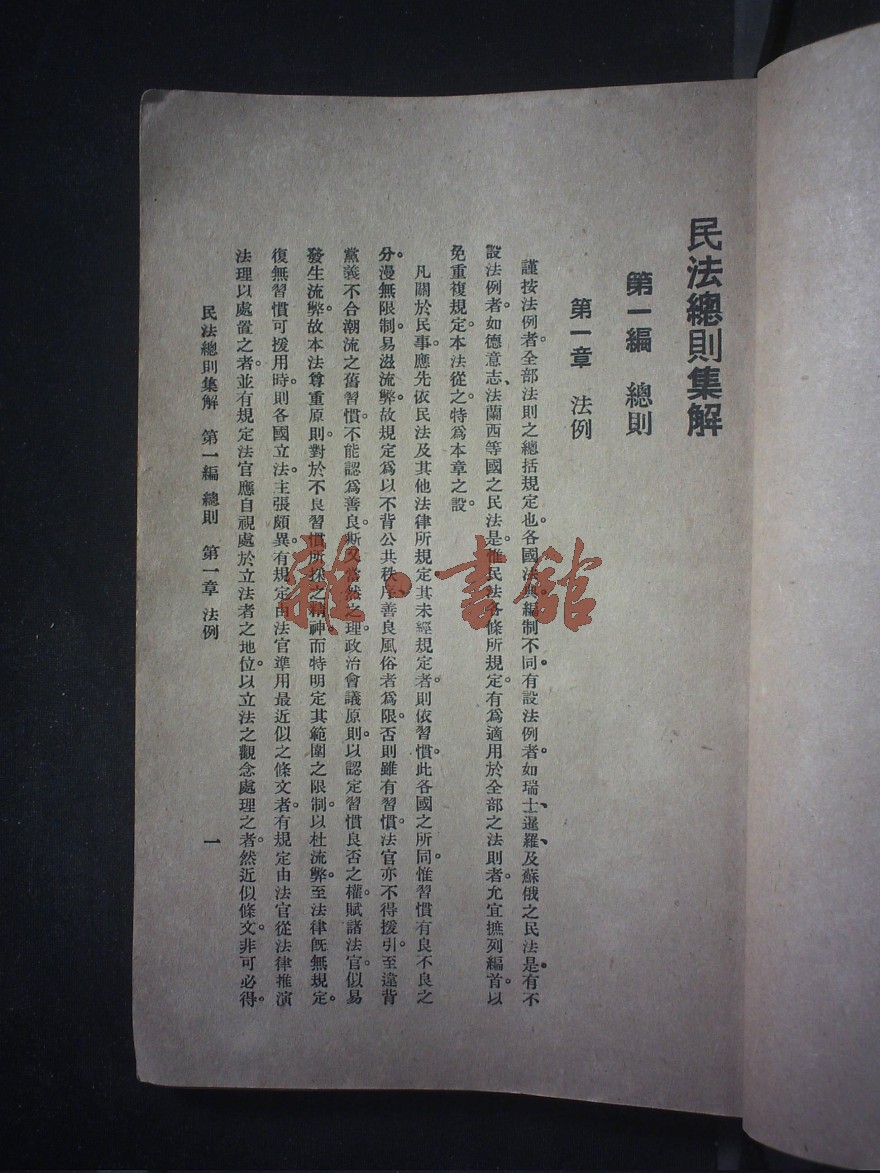 民法總則集解
第一編　總則
第一章　法例
謹按法例者。全部法則之總括規定也。各國法典編制不同。有設法例者。如瑞士、暹羅、及蘇俄之民法是。有不
設法例者。如德意志、法蘭西等國之民法是。惟民法各條所規定。有為適用於全部之法則者。允宜摭列編首。以
免重複規定。本法從之。特為本章之設。
凡關於民事。應先依民法及其他法律所規定。其未經規定者。則依習慣。此各國之所同。惟習慣有良不良之
分。漫無限制。易滋流弊。故規定為以不背公共秩序、善良風俗者為限。否則雖有習慣。法官亦不得援引。至違背
黨義不合潮流之舊習慣。不能認為善良。斯又當然之理。政治會議原則。以認定習慣良否之權。賦諸法官。似易
發生流弊。故本法尊重原則。對於不良習慣所採之精神。而特明定其範圍之限制。以杜流弊。至法律既無規定。
復無習慣可援用時。則各國立法。主張頗異。有規定由法官準用最近似之條文者。有規定由法官從法律推演
法理以處置之者。並有規定法官應自視處於立法者之地位。以立法之觀念處理之者。然近似條文。非可必得。
民法總則集解　第一編　總則　第一章　法例　一
雜·書館